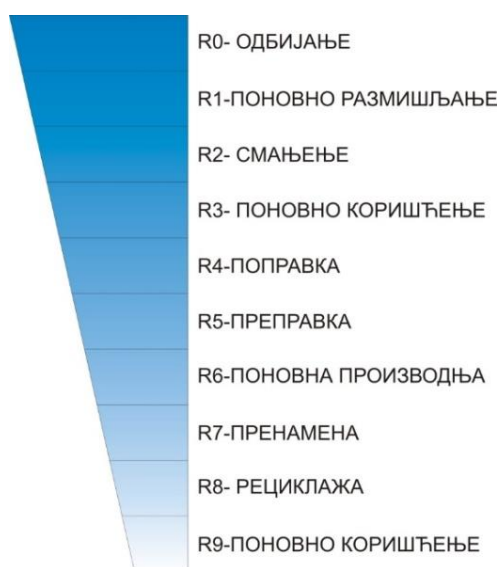 R0- ОДБИЈАЊЕ
R1-ПОНОВНО РАЗМИШЉАЊЕ
R2- СМАЊЕЊЕ
R3- ПОНОВНО КОРИШЋЕЊЕ
R4-ПОПРАВКА
R5-ПРЕПРАВКА
R6-ПОНОВНА ПРОИЗВОДЊА
R7-ПРЕНАМЕНА
R8- РЕЦИКЛАЖА
R9-ПОНОВНО КОРИШЋЕЊЕ